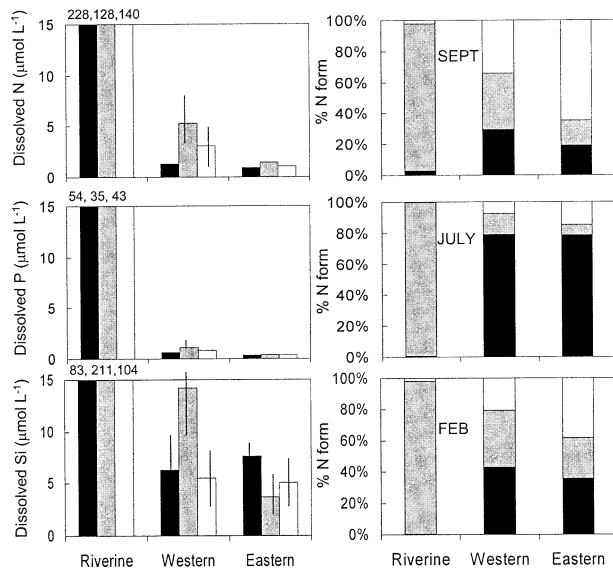 228,128,140
Dissolved N (µmol L⁻¹)
15
10
5
0
54, 35, 43
Dissolved P (µmol L⁻¹)
15
10
5
0
83, 211,104
Dissolved Si (µmol L⁻¹)
15
10
5
0
Riverine Western Eastern
% N form
100%
80%
60%
40%
20%
0%
SEPT
% N form
100%
80%
60%
40%
20%
0%
JULY
% N form
100%
80%
60%
40%
20%
0%
FEB
Riverine Western Eastern